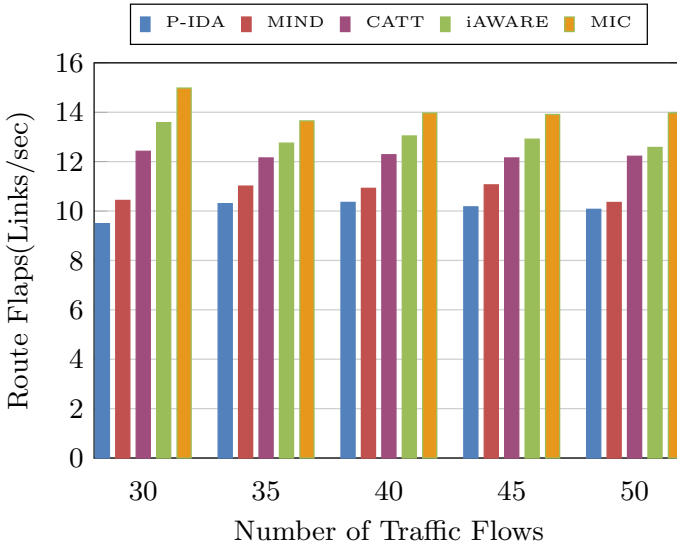 P-IDA MIND CATT iAWARE MIC
Route Flaps(Links/sec)
16
14
12
10
8
6
4
2
0
30 35 40 45 50
Number of Traffic Flows